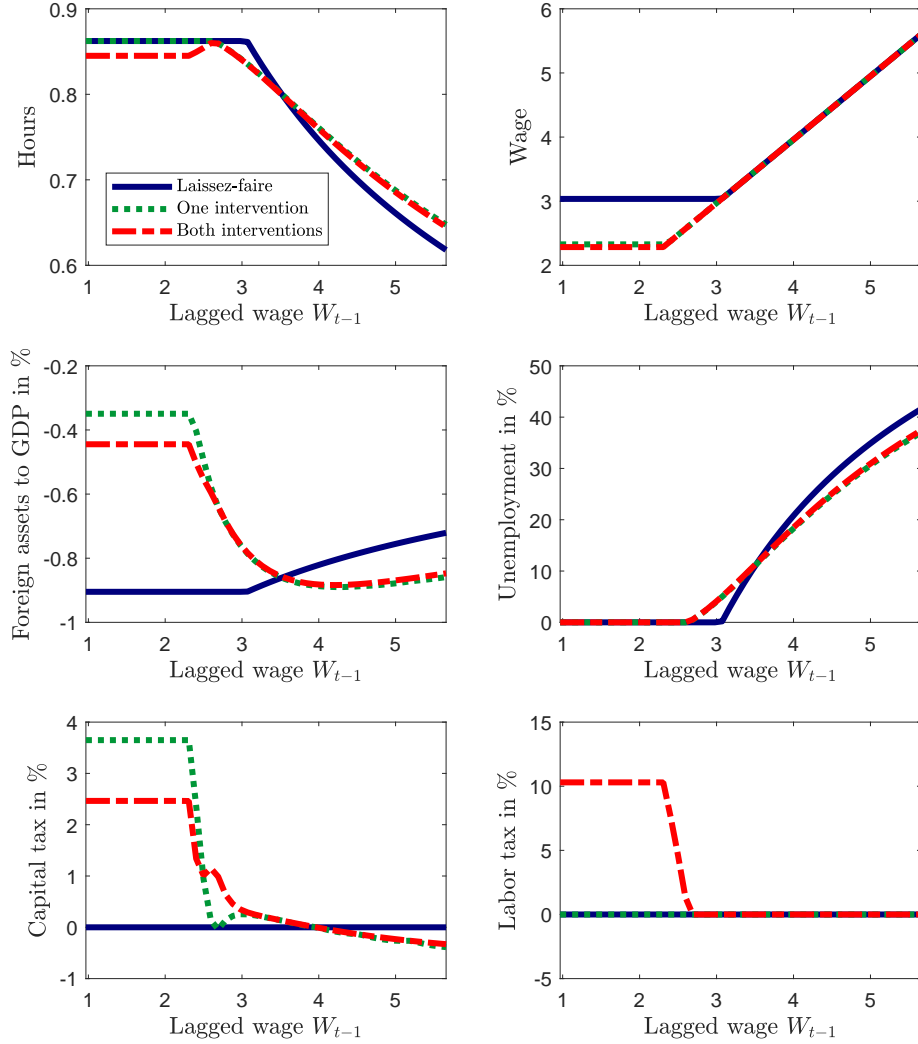 0.9
0.8
0.7
0.6
Hours
Laissez-faire
One intervention
Both interventions
1 2 3 4 5
Lagged wage W_{t−1}
6
5
4
3
2
Wage
1 2 3 4 5
Lagged wage W_{t−1}
-0.2
-0.4
-0.6
-0.8
-1
Foreign assets to GDP in %
1 2 3 4 5
Lagged wage W_{t−1}
50
40
30
20
10
0
Unemployment in %
1 2 3 4 5
Lagged wage W_{t−1}
4
3
2
1
0
-1
Capital tax in %
1 2 3 4 5
Lagged wage W_{t−1}
15
10
5
0
-5
Labor tax in %
1 2 3 4 5
Lagged wage W_{t−1}